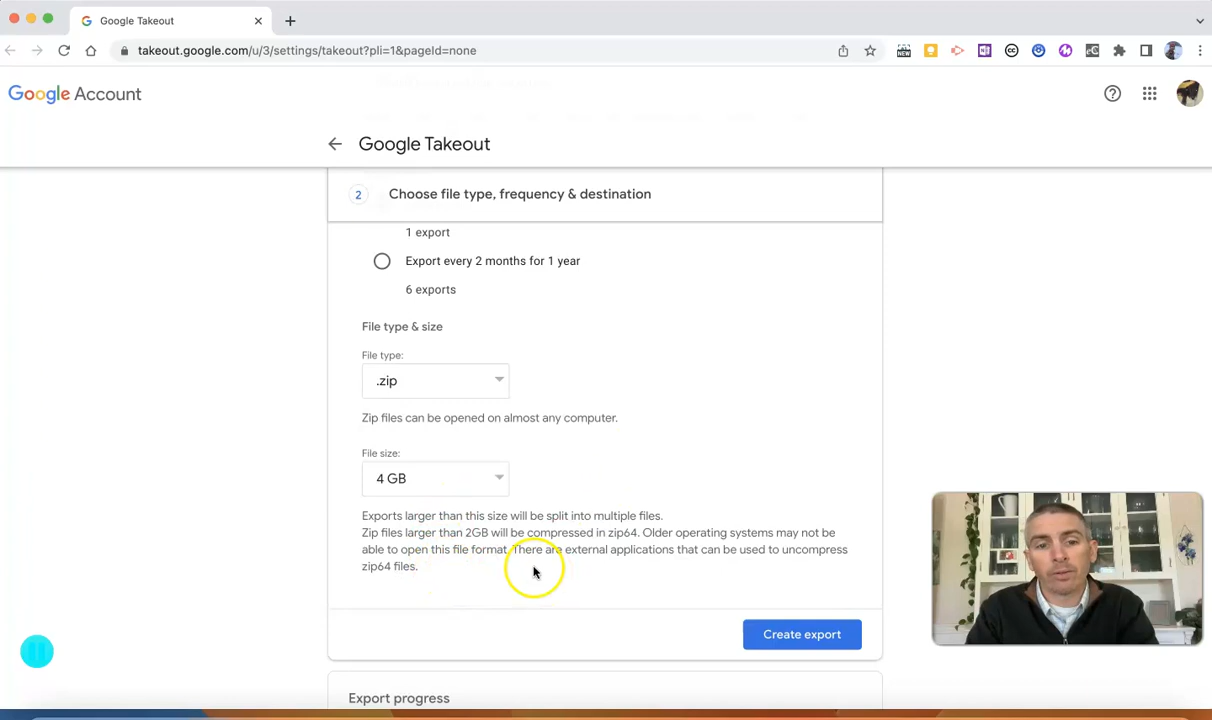 Google Takeout
takeout.google.com/u/3/settings/takeout?pli=1&pageId=none
Google Account
Google Takeout
2 Choose file type, frequency & destination
1 export
Export every 2 months for 1 year
6 exports
File type & size
File type:
.zip
Zip files can be opened on almost any computer.
File size:
4 GB
Exports larger than this size will be split into multiple files.
Zip files larger than 2GB will be compressed in zip64. Older operating systems may not be
able to open this file format. There are external applications that can be used to uncompress
zip64 files.
Create export
Export progress